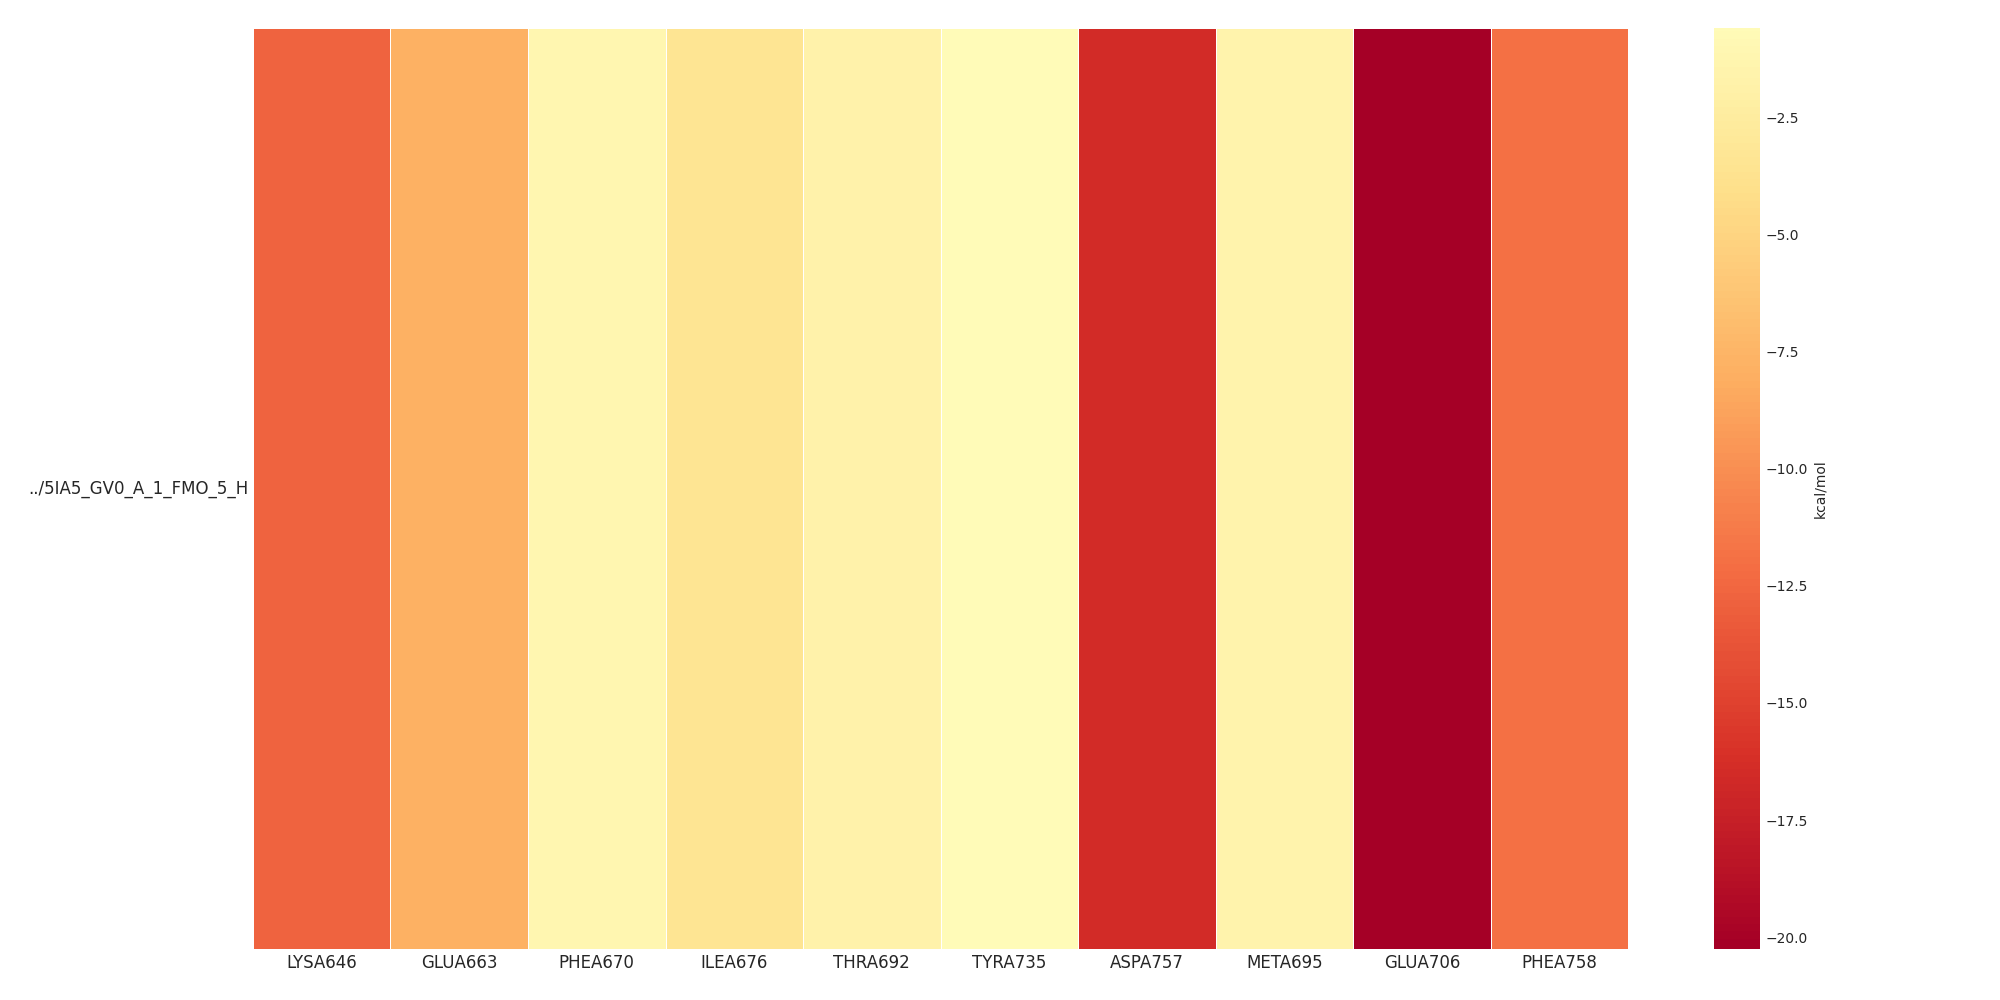 ../5IA5_GV0_A_1_FMO_5_H
LYSA646 GLUA663 PHEA670 ILEA676 THRA692 TYRA735 ASPA757 META695 GLUA706 PHEA758
−2.5
−5.0
−7.5
−10.0
−12.5
−15.0
−17.5
−20.0
kcal/mol